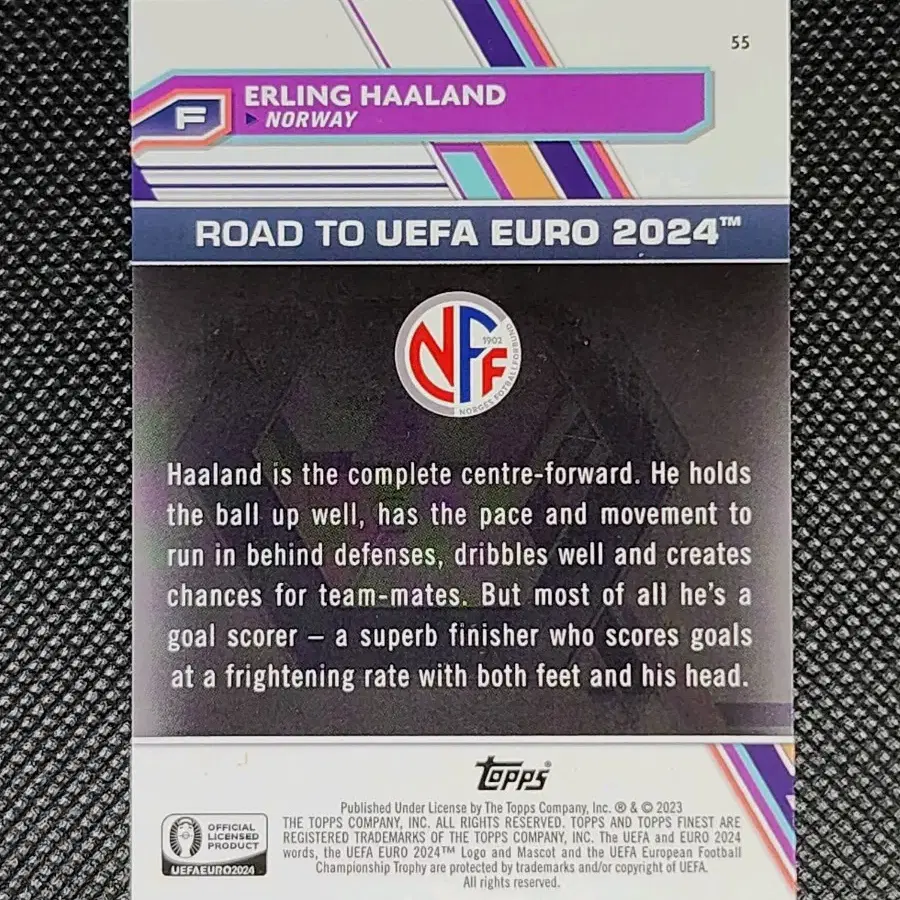 55
F
ERLING HAALAND
NORWAY
ROAD TO UEFA EURO 2024™
NFF
1902
NORGES FOTBALLFORBUND
Haaland is the complete centre-forward. He holds
the ball up well, has the pace and movement to
run in behind defenses, dribbles well and creates
chances for team-mates. But most of all he's a
goal scorer – a superb finisher who scores goals
at a frightening rate with both feet and his head.
topps®
Published Under License by The Topps Company, Inc. ® & © 2023
THE TOPPS COMPANY, INC. ALL RIGHTS RESERVED. TOPPS AND TOPPS FINEST ARE
REGISTERED TRADEMARKS OF THE TOPPS COMPANY, INC. The UEFA and EURO 2024
words, the UEFA EURO 2024™ Logo and Mascot and the UEFA European Football
Championship Trophy are protected by trademarks and/or copyright of UEFA.
All rights reserved.
OFFICIAL
LICENSED
PRODUCT
UEFAEURO2024